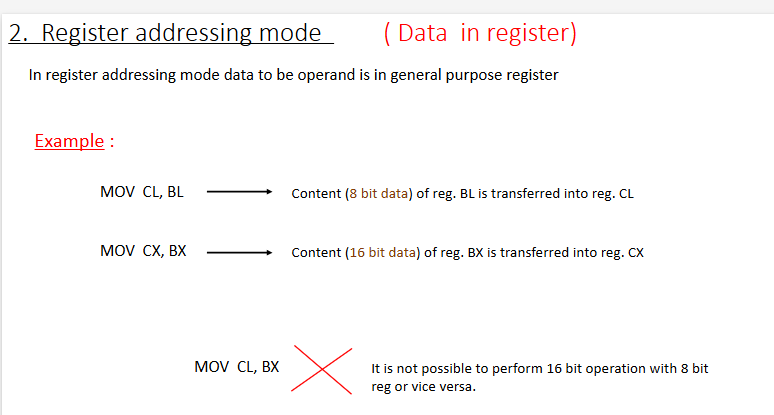 2. Register addressing mode ( Data in register)
In register addressing mode data to be operand is in general purpose register
Example :
MOV CL, BL Content (8 bit data) of reg. BL is transferred into reg. CL
MOV CX, BX Content (16 bit data) of reg. BX is transferred into reg. CX
MOV CL, BX It is not possible to perform 16 bit operation with 8 bit
reg or vice versa.